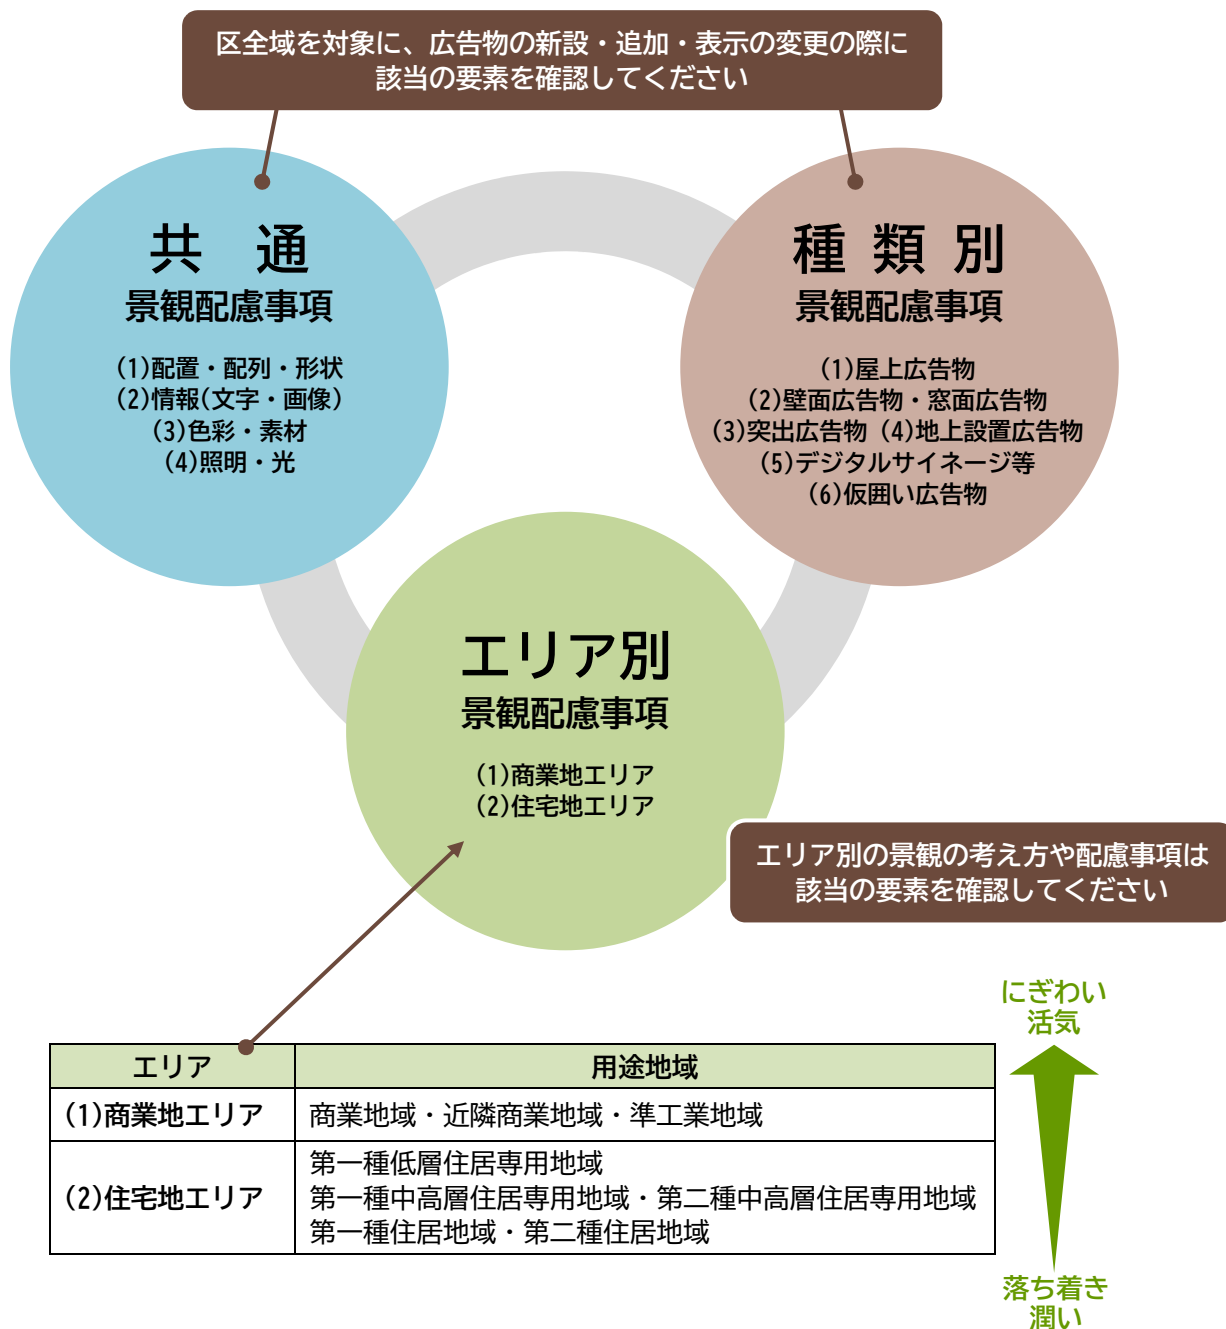 区全域を対象に、広告物の新設・追加・表示の変更の際に
該当の要素を確認してください
共　通
景観配慮事項
(1)配置・配列・形状
(2)情報(文字・画像)
(3)色彩・素材
(4)照明・光
種 類 別
景観配慮事項
(1)屋上広告物
(2)壁面広告物・窓面広告物
(3)突出広告物 (4)地上設置広告物
(5)デジタルサイネージ等
(6)仮囲い広告物
エリア別
景観配慮事項
(1)商業地エリア
(2)住宅地エリア
エリア別の景観の考え方や配慮事項は
該当の要素を確認してください
にぎわい
活気
エリア 用途地域
(1)商業地エリア 商業地域・近隣商業地域・準工業地域
(2)住宅地エリア
第一種低層住居専用地域
第一種中高層住居専用地域・第二種中高層住居専用地域
第一種住居地域・第二種住居地域
落ち着き
潤い